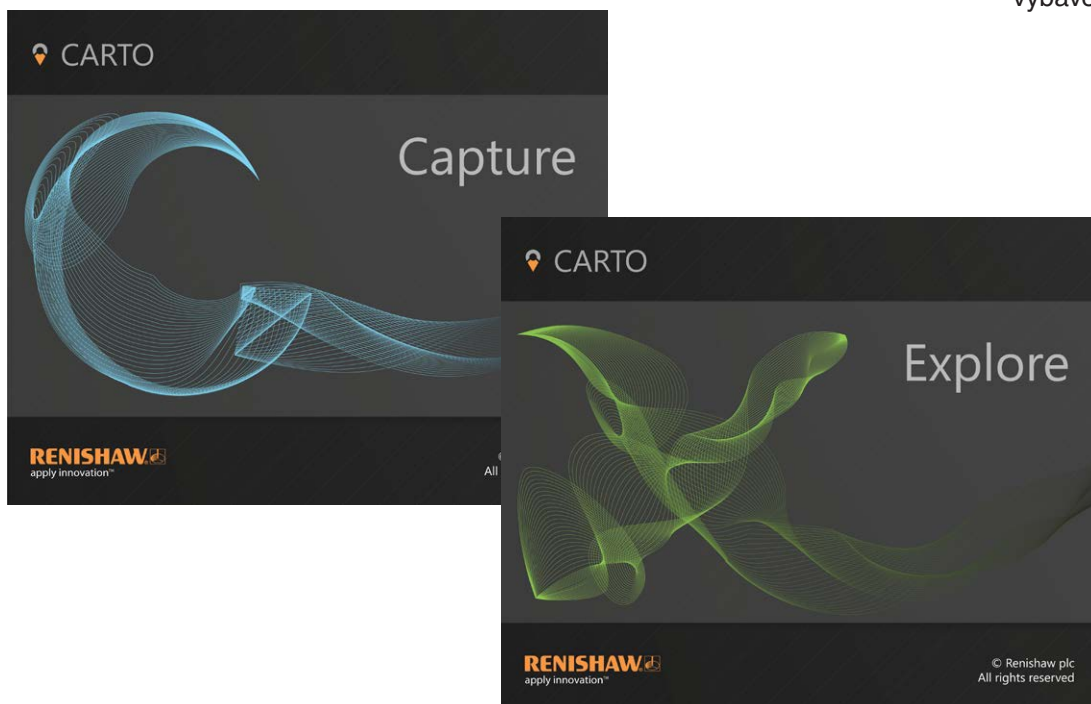 CARTO
Capture
RENISHAW
apply innovation™
All
CARTO
Explore
RENISHAW
apply innovation™
© Renishaw plc
All rights reserved